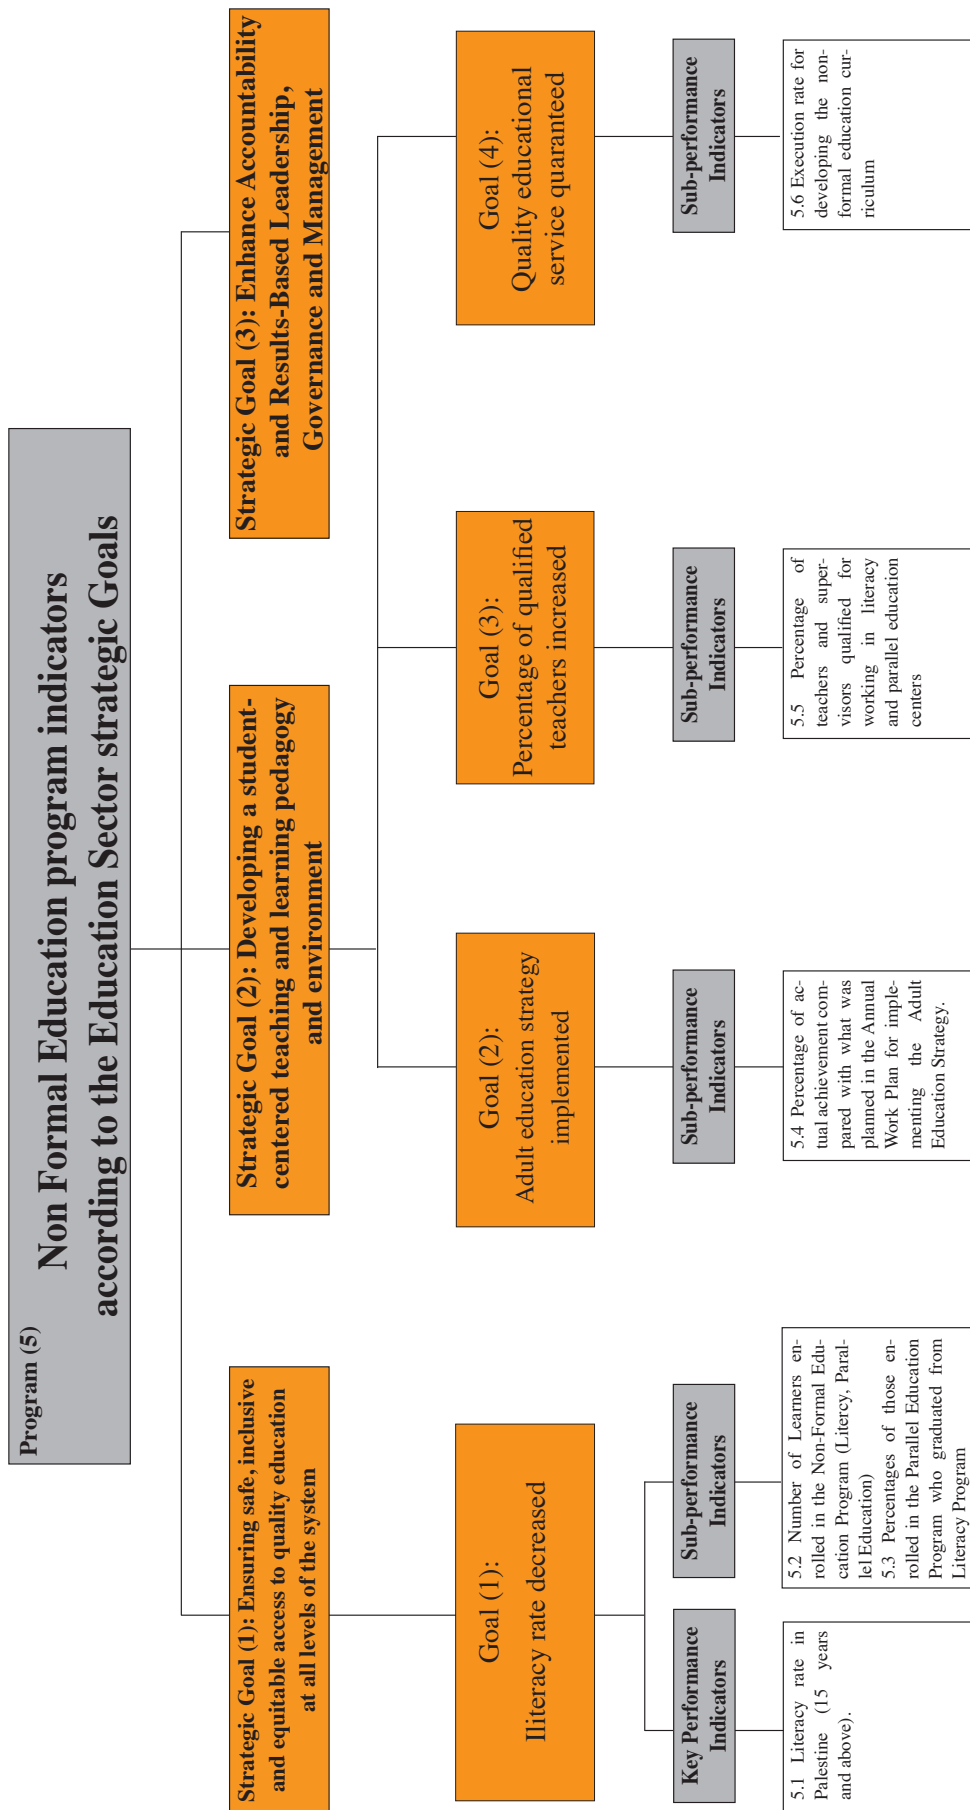 Program (5)
Non Formal Education program indicators
according to the Education Sector strategic Goals
Strategic Goal (1): Ensuring safe, inclusive
and equitable access to quality education
at all levels of the system
Strategic Goal (2): Developing a student-
centered teaching and learning pedagogy
and environment
Strategic Goal (3): Enhance Accountability
and Results-Based Leadership,
Governance and Management
Goal (1):
Illiteracy rate decreased
Goal (2):
Adult education strategy
implemented
Goal (3):
Percentage of qualified
teachers increased
Goal (4):
Quality educational
service quaranteed
Key Performance
Indicators
Sub-performance
Indicators
Sub-performance
Indicators
Sub-performance
Indicators
Sub-performance
Indicators
5.1 Literacy rate in
Palestine (15 years
and above).
5.2 Number of Learners en-
rolled in the Non-Formal Edu-
cation Program (Litercy, Paral-
lel Education)
5.3 Percentages of those en-
rolled in the Parallel Education
Program who graduated from
Literacy Program
5.4 Percentage of ac-
tual achievement com-
pared with what was
planned in the Annual
Work Plan for imple-
menting the Adult
Education Strategy.
5.5 Percentage of
teachers and super-
visors qualified for
working in literacy
and parallel education
centers
5.6 Execution rate for
developing the non-
formal education cur-
riculum